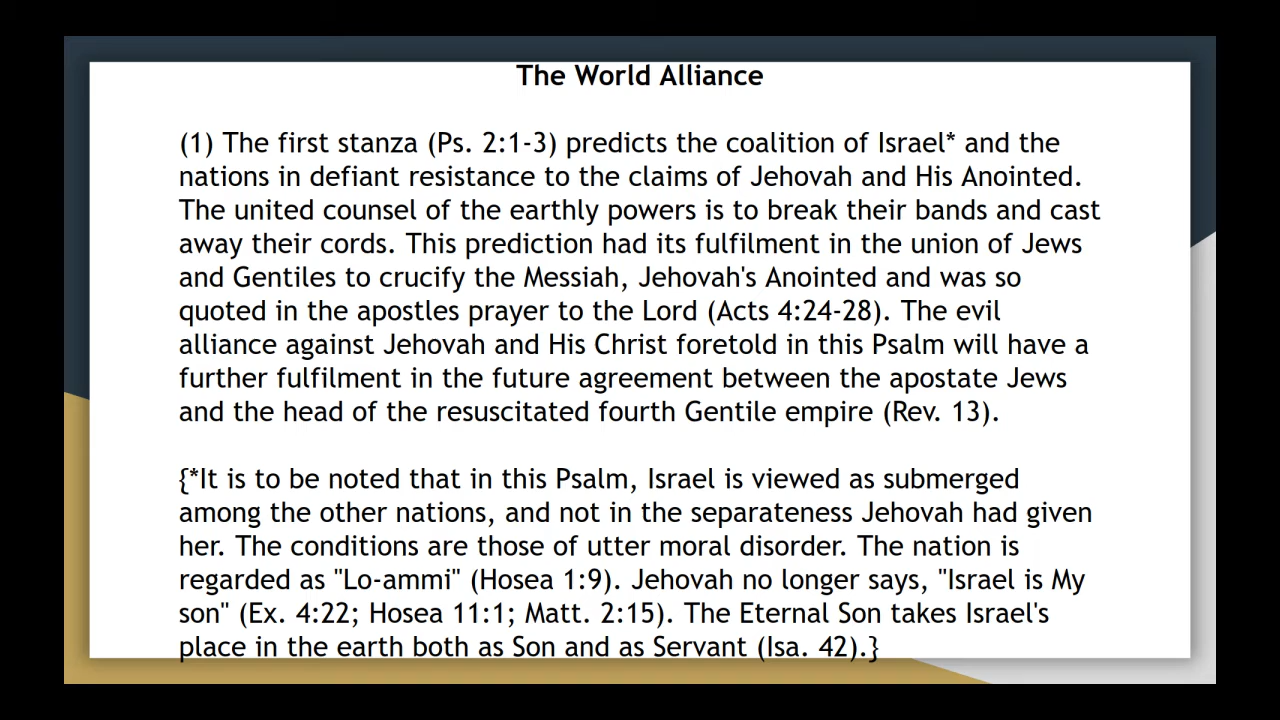 The World Alliance
(1) The first stanza (Ps. 2:1-3) predicts the coalition of Israel* and the
nations in defiant resistance to the claims of Jehovah and His Anointed.
The united counsel of the earthly powers is to break their bands and cast
away their cords. This prediction had its fulfilment in the union of Jews
and Gentiles to crucify the Messiah, Jehovah's Anointed and was so
quoted in the apostles prayer to the Lord (Acts 4:24-28). The evil
alliance against Jehovah and His Christ foretold in this Psalm will have a
further fulfilment in the future agreement between the apostate Jews
and the head of the resuscitated fourth Gentile empire (Rev. 13).
{*It is to be noted that in this Psalm, Israel is viewed as submerged
among the other nations, and not in the separateness Jehovah had given
her. The conditions are those of utter moral disorder. The nation is
regarded as "Lo-ammi" (Hosea 1:9). Jehovah no longer says, "Israel is My
son" (Ex. 4:22; Hosea 11:1; Matt. 2:15). The Eternal Son takes Israel's
place in the earth both as Son and as Servant (Isa. 42).}